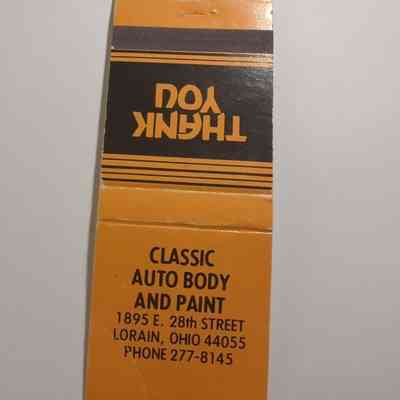 THANK
YOU
CLASSIC
AUTO BODY
AND PAINT
1895 E. 28th STREET
LORAIN, OHIO 44055
PHONE 277-8145